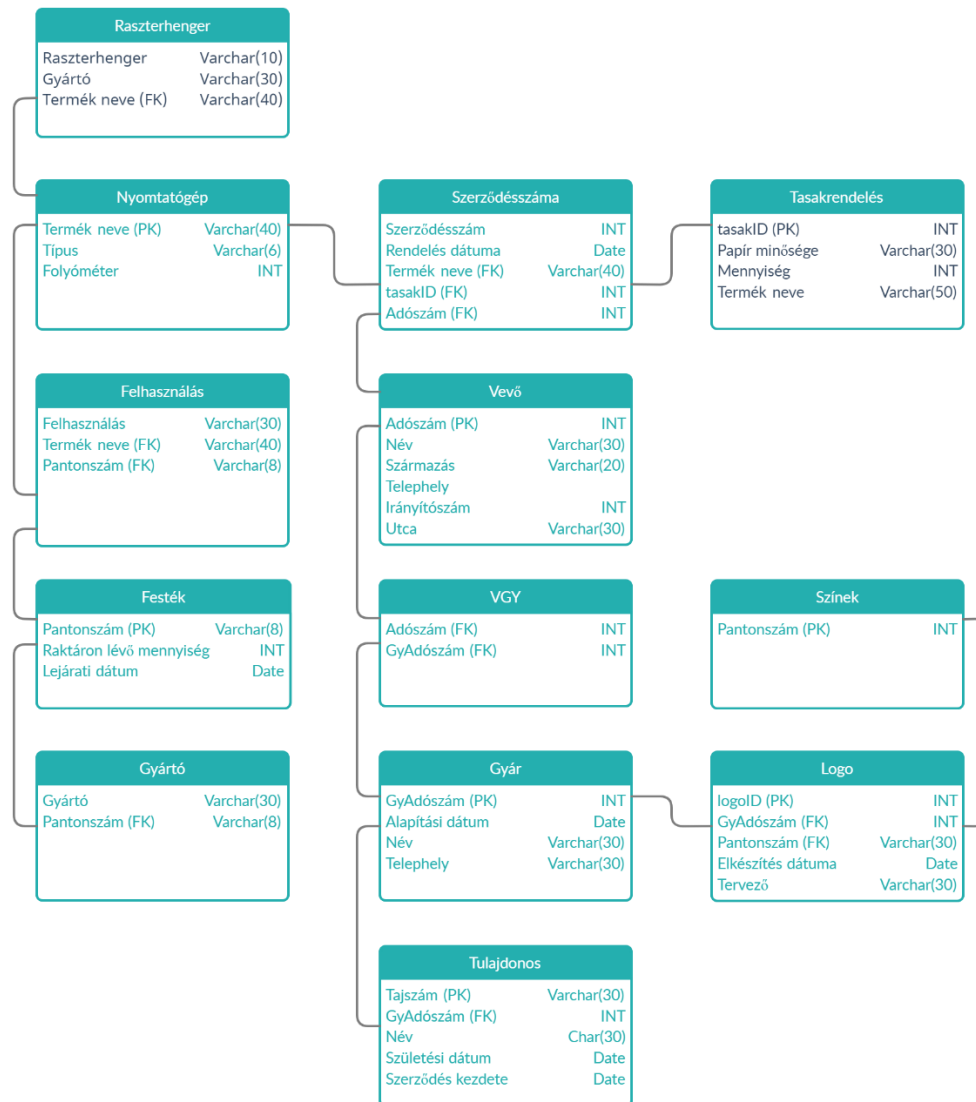 Raszterhenger
Raszterhenger Varchar(10)
Gyártó Varchar(30)
Termék neve (FK) Varchar(40)
Nyomtatógép
Termék neve (PK) Varchar(40)
Típus Varchar(6)
Folyóméter INT
Szerződésszáma
Szerződésszám INT
Rendelés dátuma Date
Termék neve (FK) Varchar(40)
tasakID (FK) INT
Adószám (FK) INT
Tasakrendelés
tasakID (PK) INT
Papír minősége Varchar(30)
Mennyiség INT
Termék neve Varchar(50)
Felhasználás
Felhasználás Varchar(30)
Termék neve (FK) Varchar(40)
Pantonszám (FK) Varchar(8)
Vevő
Adószám (PK) INT
Név Varchar(30)
Származás Varchar(20)
Telephely
Irányítószám INT
Utca Varchar(30)
Festék
Pantonszám (PK) Varchar(8)
Raktáron lévő mennyiség INT
Lejárati dátum Date
VGY
Adószám (FK) INT
GyAdószám (FK) INT
Színek
Pantonszám (PK) INT
Gyártó
Gyártó Varchar(30)
Pantonszám (FK) Varchar(8)
Gyár
GyAdószám (PK) INT
Alapítási dátum Date
Név Varchar(30)
Telephely Varchar(30)
Logo
logoID (PK) INT
GyAdószám (FK) INT
Pantonszám (FK) Varchar(30)
Elkészítés dátuma Date
Tervező Varchar(30)
Tulajdonos
Tajszám (PK) Varchar(30)
GyAdószám (FK) INT
Név Char(30)
Születési dátum Date
Szerződés kezdete Date